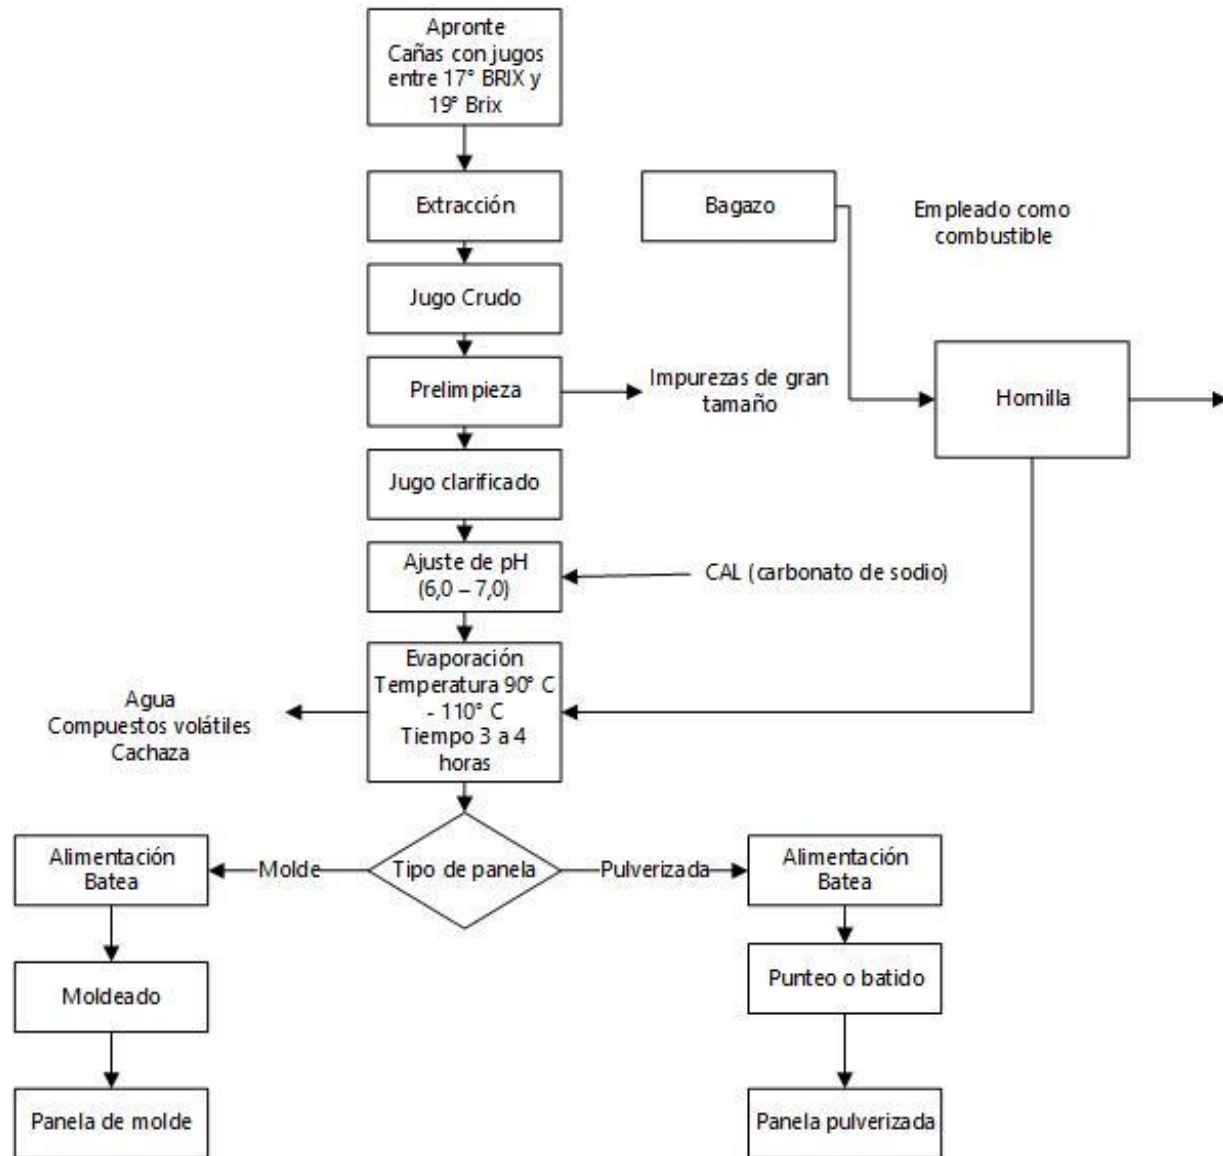 Apronte
Cañas con jugos
entre 17° BRIX y
19° Brix
Extracción
Bagazo
Empleado como
combustible
Jugo Crudo
Prelimpieza
Impurezas de gran
tamaño
Hornilla
Jugo clarificado
Ajuste de pH
(6,0 – 7,0)
CAL (carbonato de sodio)
Evaporación
Temperatura 90° C
- 110° C
Tiempo 3 a 4
horas
Agua
Compuestos volátiles
Cachaza
Alimentación
Batea
Molde
Tipo de panela
Pulverizada
Alimentación
Batea
Moldeado
Punteo o batido
Panela de molde
Panela pulverizada